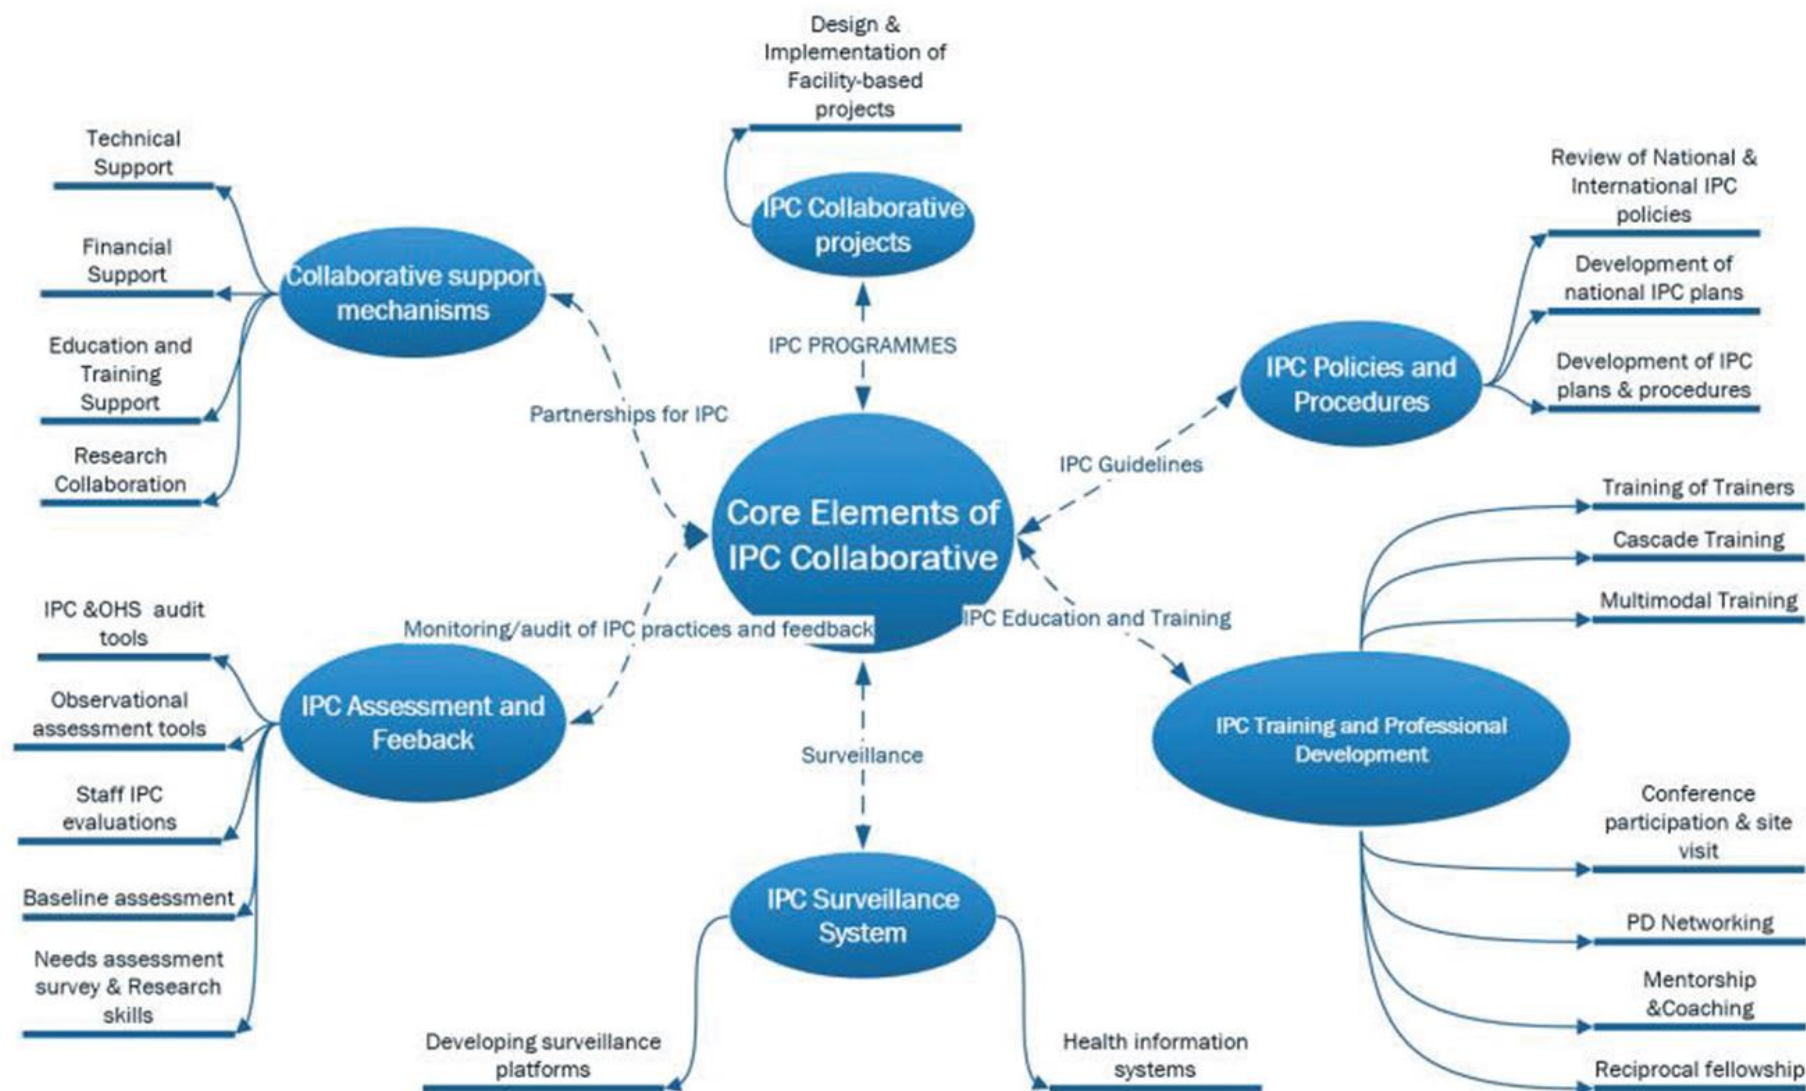 Design &
Implementation of
Facility-based
projects
IPC Collaborative
projects
IPC PROGRAMMES
Technical
Support
Financial
Support
Education and
Training
Support
Research
Collaboration
Collaborative support
mechanisms
Partnerships for IPC
Review of National &
International IPC
policies
Development of
national IPC plans
Development of IPC
plans & procedures
IPC Policies and
Procedures
IPC Guidelines
Core Elements of
IPC Collaborative
Training of Trainers
Cascade Training
Multimodal Training
IPC Education and Training
IPC Training and Professional
Development
Conference
participation & site
visit
PD Networking
Mentorship
&Coaching
Reciprocal fellowship
Monitoring/audit of IPC practices and feedback
IPC &OHS audit
tools
Observational
assessment tools
Staff IPC
evaluations
Baseline assessment
Needs assessment
survey & Research
skills
IPC Assessment and
Feeback
Surveillance
IPC Surveillance
System
Developing surveillance
platforms
Health information
systems